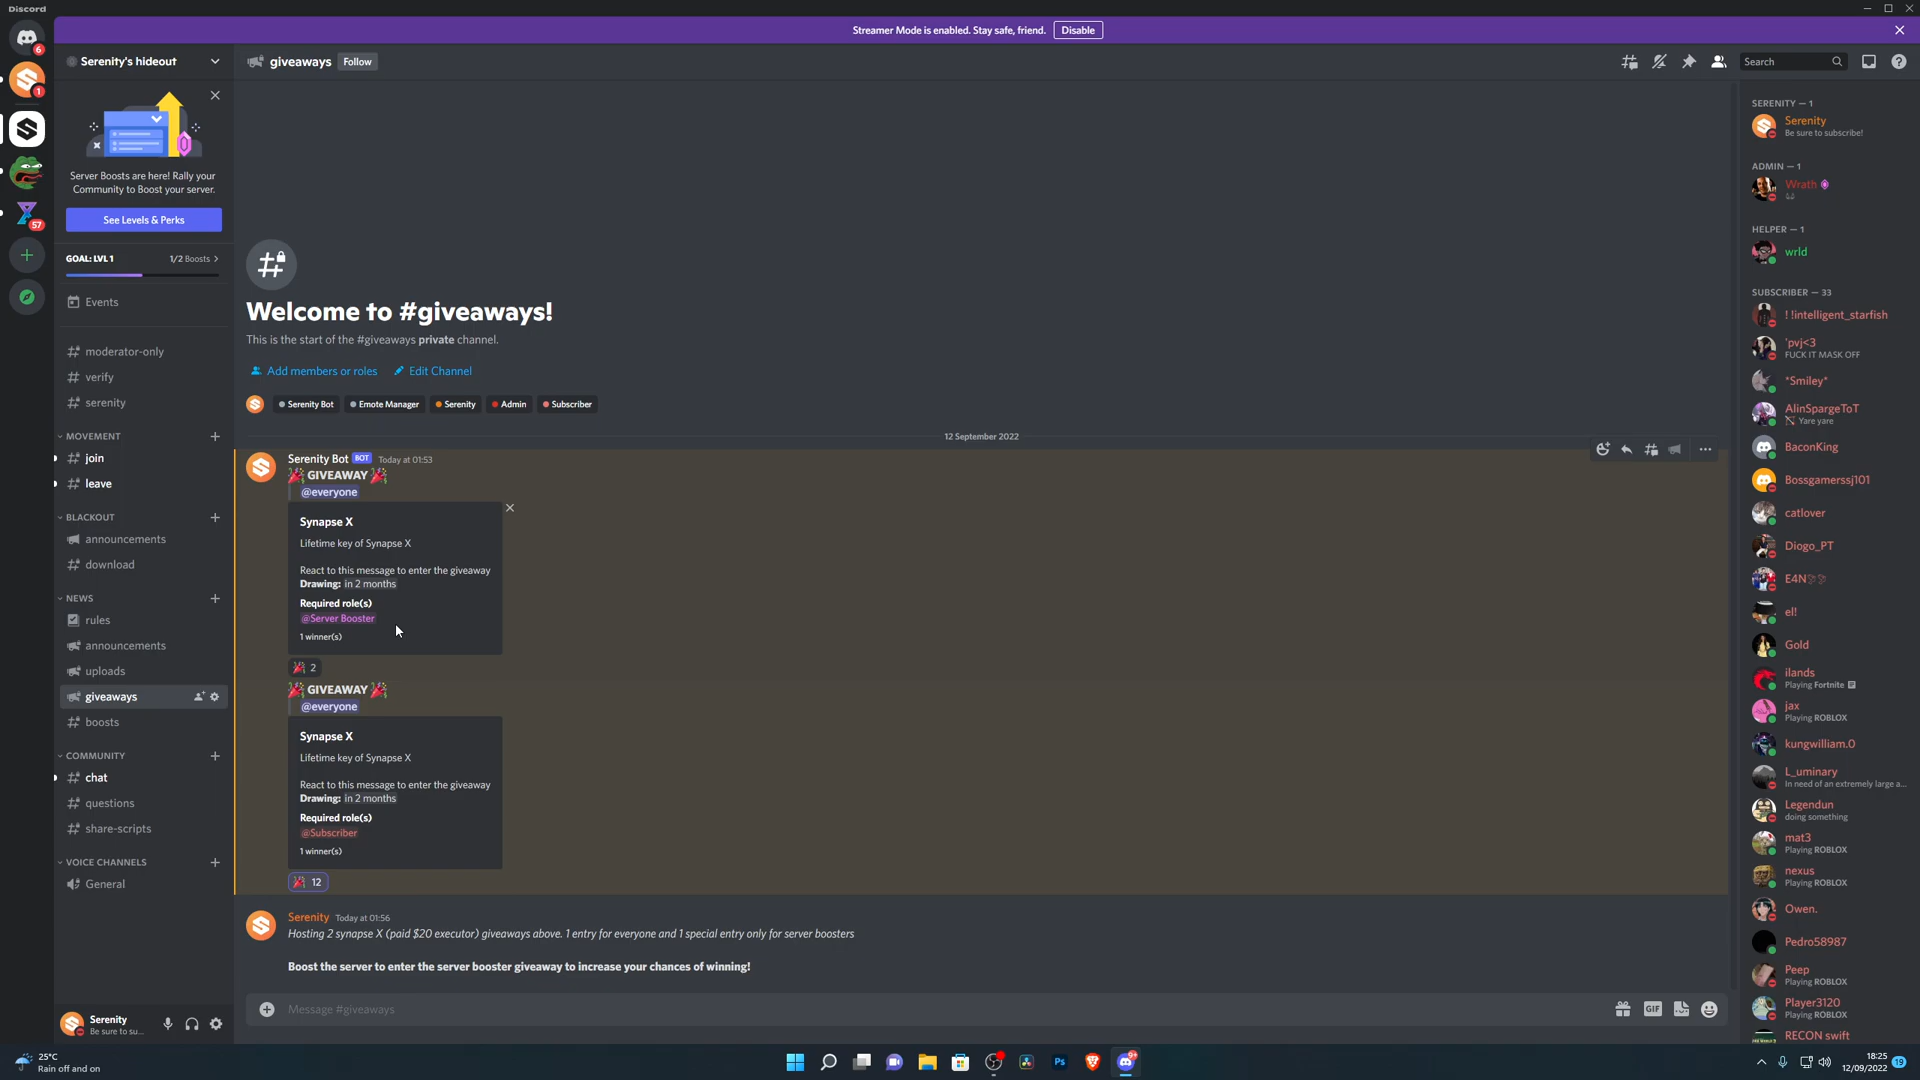 Discord
Streamer Mode is enabled. Stay safe, friend.
Disable
6
1
57
Serenity's hideout
Server Boosts are here! Rally your
Community to Boost your server.
See Levels & Perks
GOAL: LVL 1
1/2 Boosts
Events
moderator-only
verify
serenity
MOVEMENT
join
leave
BLACKOUT
announcements
download
NEWS
rules
announcements
uploads
giveaways
boosts
COMMUNITY
chat
questions
share-scripts
VOICE CHANNELS
General
Serenity
Be sure to su...
giveaways
Follow
Search
Welcome to #giveaways!
This is the start of the #giveaways private channel.
Add members or roles
Edit Channel
Serenity Bot
Emote Manager
Serenity
Admin
Subscriber
12 September 2022
Serenity Bot BOT Today at 01:53
GIVEAWAY
@everyone
Synapse X
Lifetime key of Synapse X
React to this message to enter the giveaway
Drawing: in 2 months
Required role(s)
@Server Booster
1 winner(s)
2
GIVEAWAY
@everyone
Synapse X
Lifetime key of Synapse X
React to this message to enter the giveaway
Drawing: in 2 months
Required role(s)
@Subscriber
1 winner(s)
12
Serenity Today at 01:56
Hosting 2 synapse X (paid $20 executor) giveaways above. 1 entry for everyone and 1 special entry only for server boosters
Boost the server to enter the server booster giveaway to increase your chances of winning!
Message #giveaways
GIF
SERENITY — 1
Serenity
Be sure to subscribe!
ADMIN — 1
Wrath
HELPER — 1
wrld
SUBSCRIBER — 33
! !intelligent_starfish
'pvj<3
FUCK IT MASK OFF
*Smiley*
AlinSpargeToT
Yare yare
BaconKing
Bossgamerssj101
catlover
Diogo_PT
E4N
el!
Gold
ilands
Playing Fortnite
jax
Playing ROBLOX
kungwilliam.0
L_uminary
In need of an extremely large a...
Legendun
doing something
mat3
Playing ROBLOX
nexus
Playing ROBLOX
Owen.
Pedro58987
Peep
Playing ROBLOX
Player3120
Playing ROBLOX
RECON swift
25°C
Rain off and on
Ps
9+
18:25
12/09/2022
19